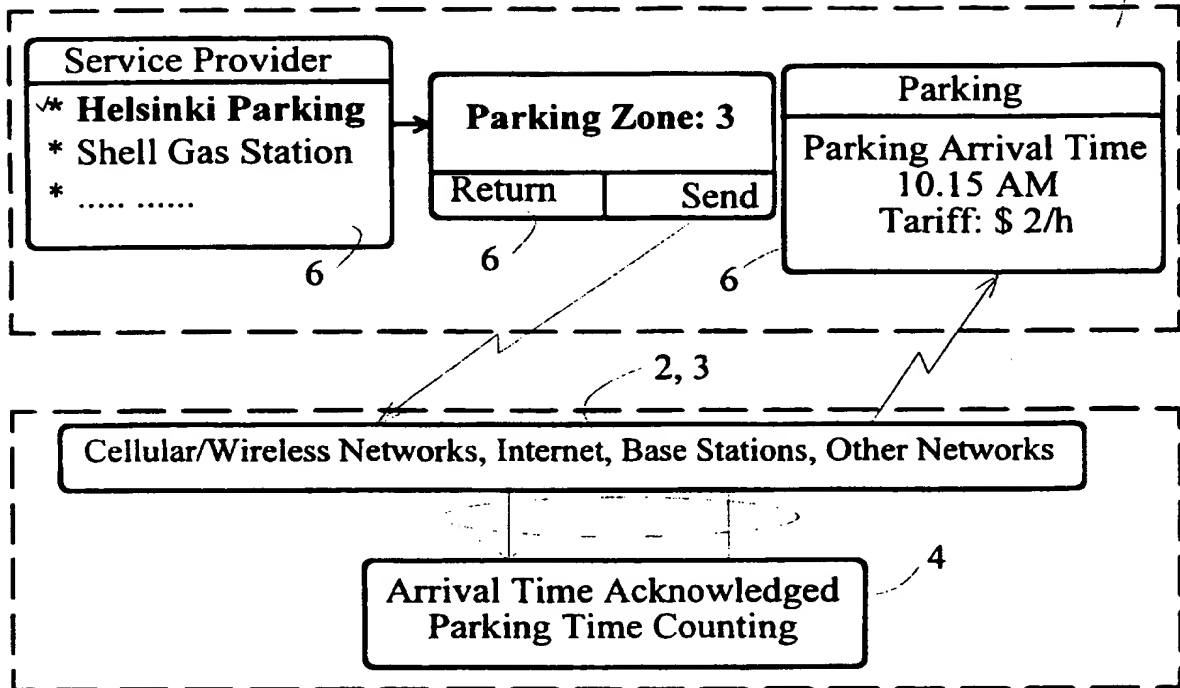 Service Provider
✓* Helsinki Parking
* Shell Gas Station
* ..... ......
6
Parking Zone: 3
Return
Send
6
Parking
Parking Arrival Time
10.15 AM
Tariff: $ 2/h
6
2, 3
Cellular/Wireless Networks, Internet, Base Stations, Other Networks
Arrival Time Acknowledged
Parking Time Counting
4